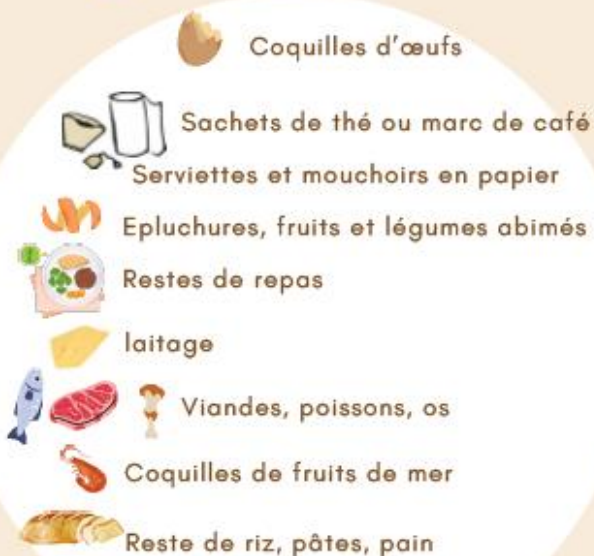 Coquilles d'œufs
Sachets de thé ou marc de café
Serviettes et mouchoirs en papier
Epluchures, fruits et légumes abimés
Restes de repas
laitage
Viandes, poissons, os
Coquilles de fruits de mer
Reste de riz, pâtes, pain